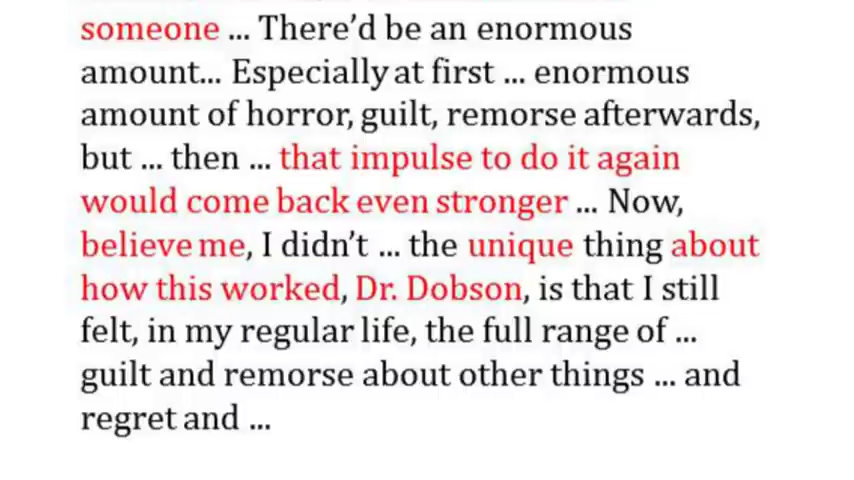 someone ... There’d be an enormous
amount... Especially at first ... enormous
amount of horror, guilt, remorse afterwards,
but ... then ... that impulse to do it again
would come back even stronger ... Now,
believe me, I didn’t ... the unique thing about
how this worked, Dr. Dobson, is that I still
felt, in my regular life, the full range of ...
guilt and remorse about other things ... and
regret and ...